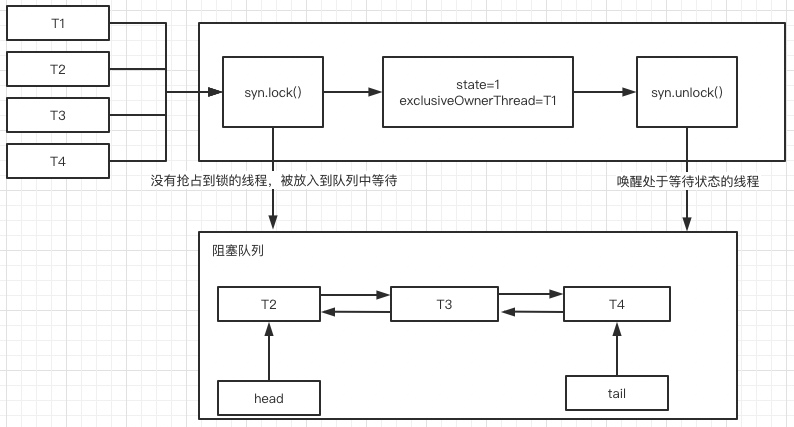 T1
T2
T3
T4
syn.lock()
state=1
exclusiveOwnerThread=T1
syn.unlock()
没有抢占到锁的线程，被放入到队列中等待
唤醒处于等待状态的线程
阻塞队列
T2
T3
T4
head
tail